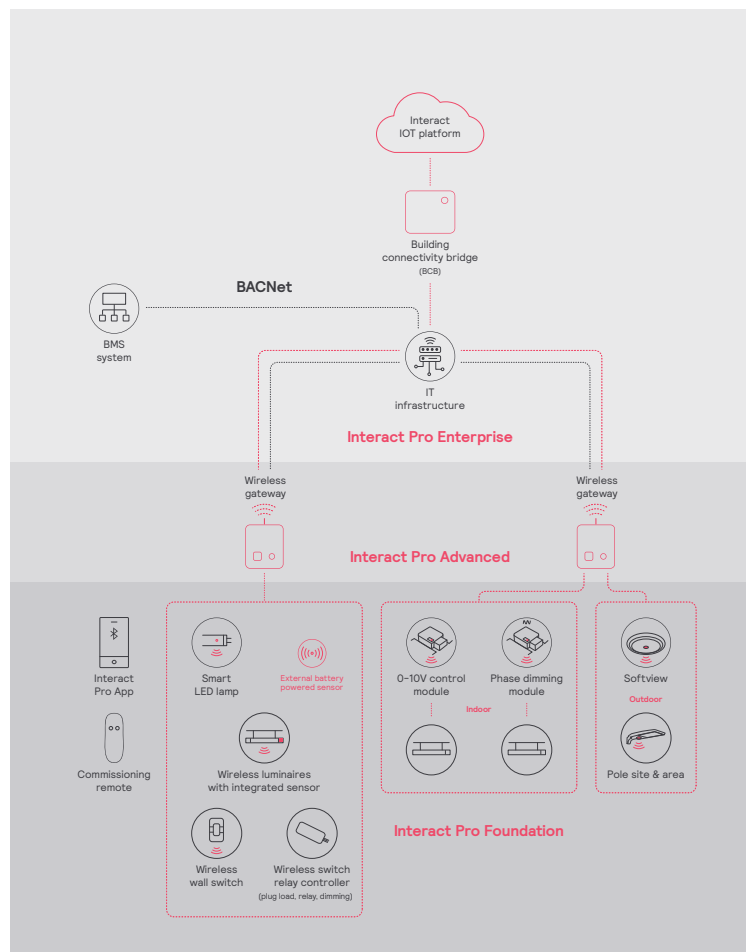 Interact
IOT platform
Building
connectivity bridge
(BCB)
BACNet
BMS
system
IT
infrastructure
Interact Pro Enterprise
Wireless
gateway
Wireless
gateway
Interact Pro Advanced
Interact
Pro App
Smart
LED lamp
External battery
powered sensor
0-10V control
module
Phase dimming
module
Softview
Indoor
Outdoor
Commissioning
remote
Wireless luminaires
with integrated sensor
Pole site & area
Interact Pro Foundation
Wireless
wall switch
Wireless switch
relay controller
(plug load, relay, dimming)